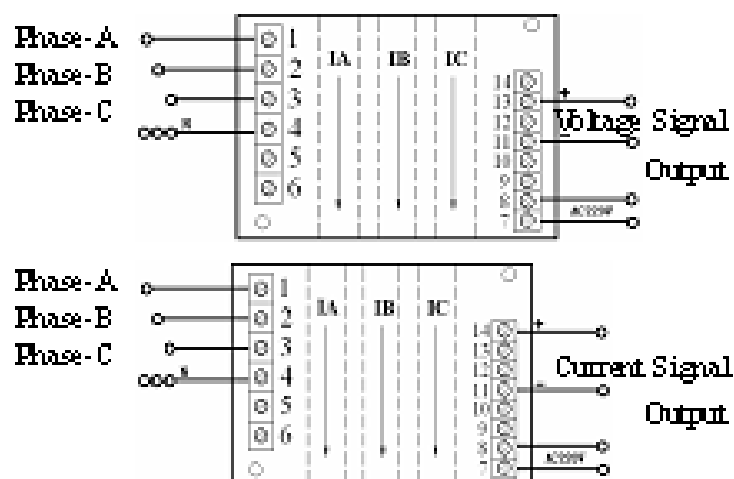 Phase-A
Phase-B
Phase-C
1
2
3
4
5
6
IA IB IC
14
13
12
11
10
9
8
7
+
-
Voltage Signal
Output
Phase-A
Phase-B
Phase-C
1
2
3
4
5
6
IA IB IC
14
13
12
11
10
9
8
7
+
-
Current Signal
Output